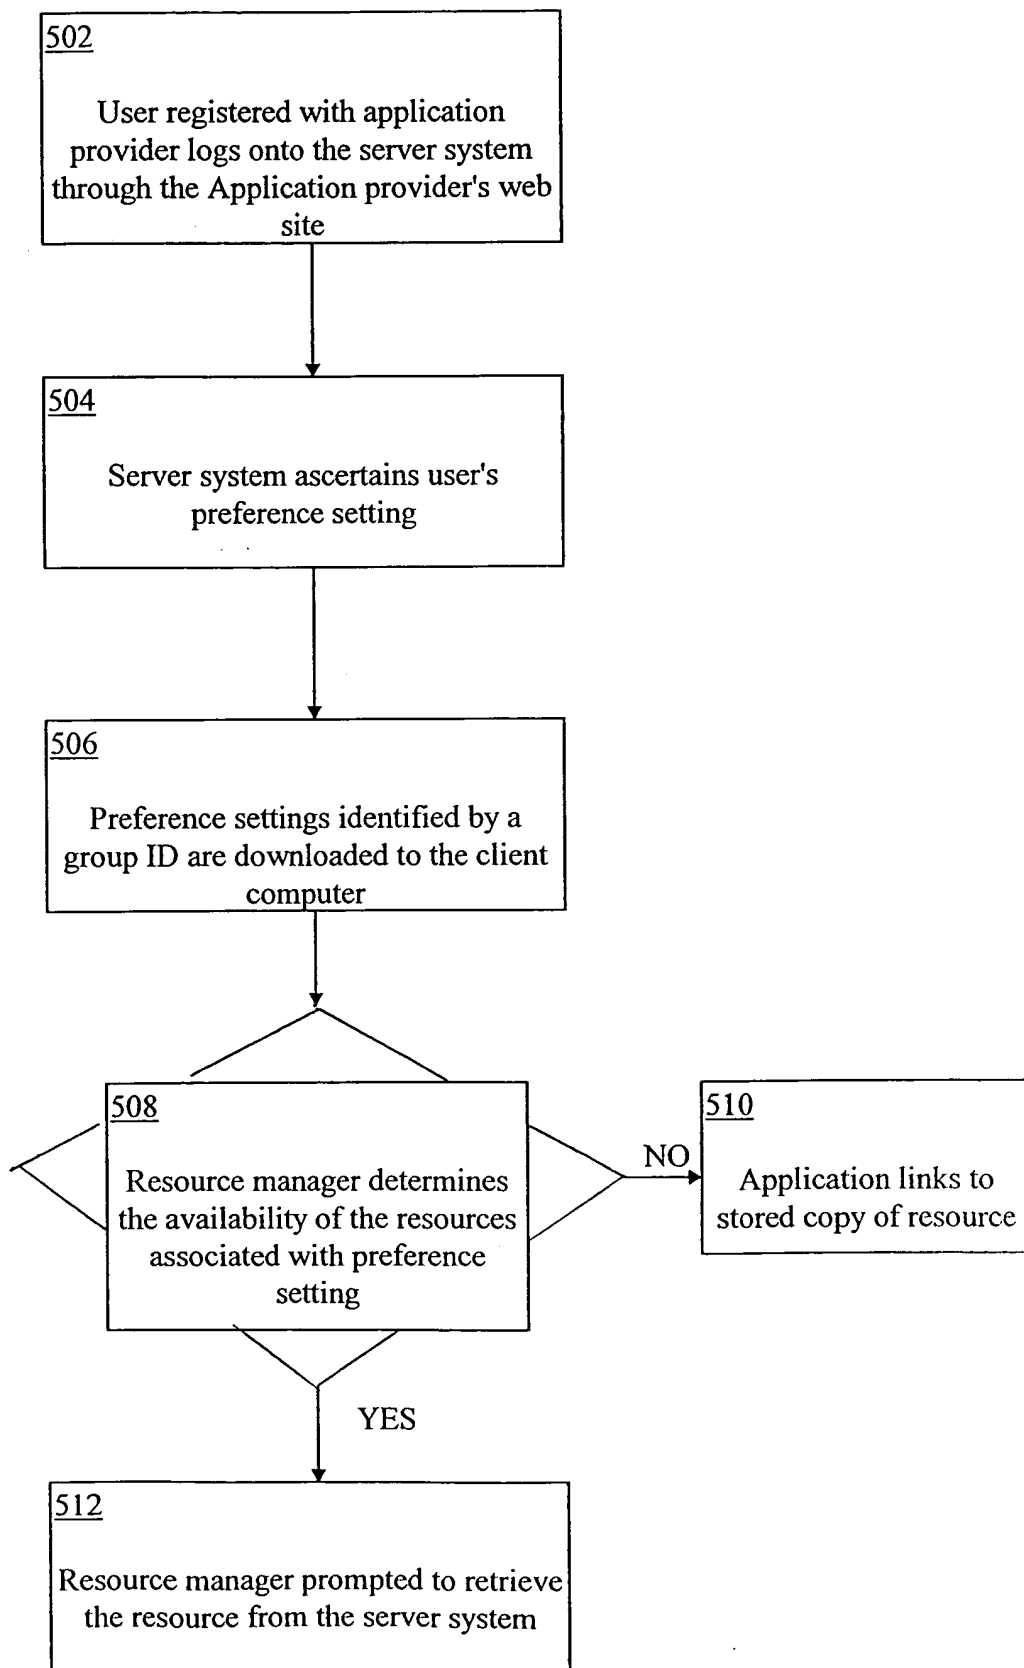 502
User registered with application
provider logs onto the server system
through the Application provider's web
site
504
Server system ascertains user's
preference setting
506
Preference settings identified by a
group ID are downloaded to the client
computer
508
Resource manager determines
the availability of the resources
associated with preference
setting
NO
510
Application links to
stored copy of resource
YES
512
Resource manager prompted to retrieve
the resource from the server system